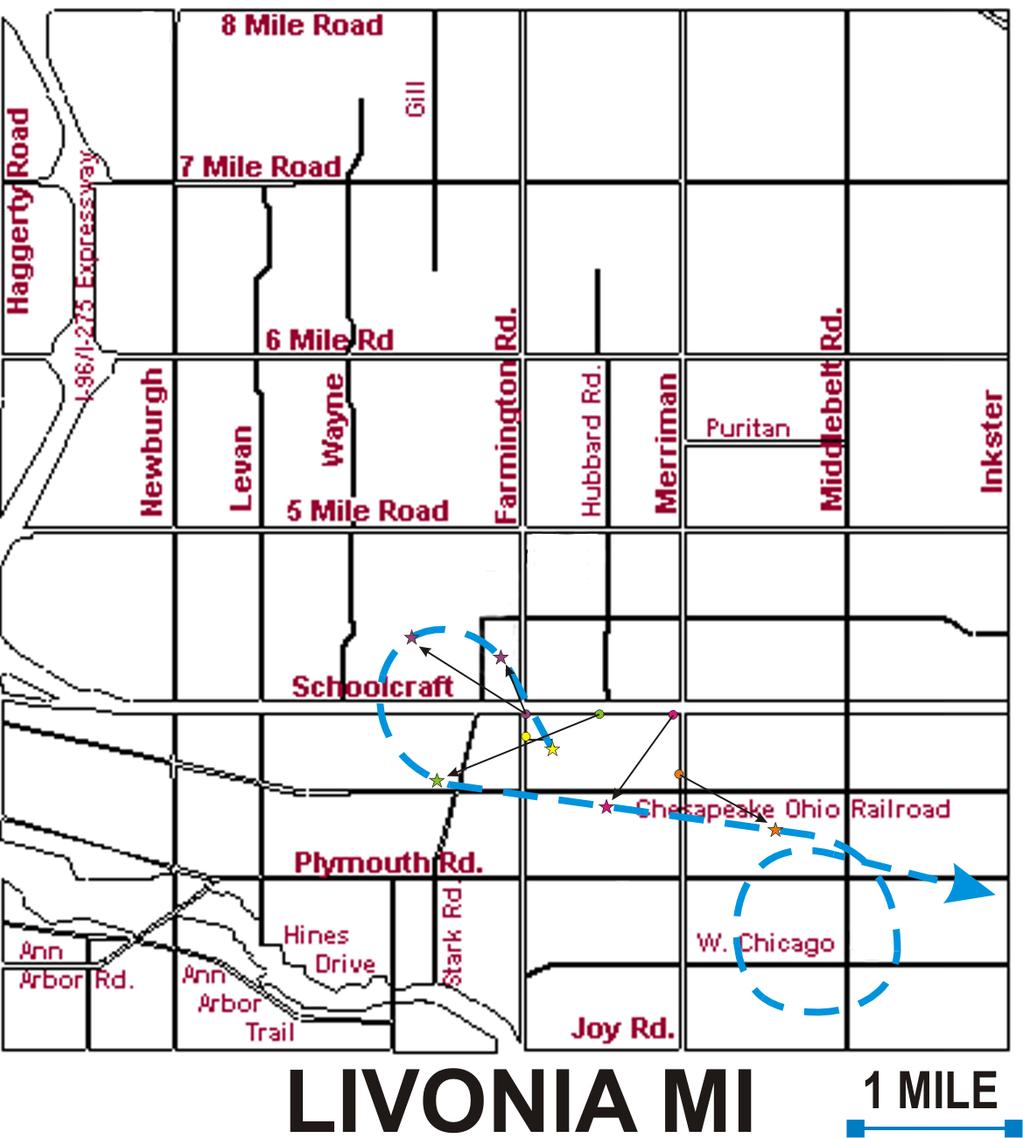 8 Mile Road
Gill
Haggerty Road
7 Mile Road
I-96/I-275 Expressway
6 Mile Rd
Farmington Rd.
Middlebelt Rd.
Newburgh
Levan
Wayne
Hubbard Rd.
Merriman
Puritan
Inkster
5 Mile Road
Schoolcraft
Chesapeake Ohio Railroad
Plymouth Rd.
Stark Rd.
Hines
Drive
W. Chicago
Ann
Arbor Rd.
Ann
Arbor
Trail
Joy Rd.
LIVONIA MI
1 MILE